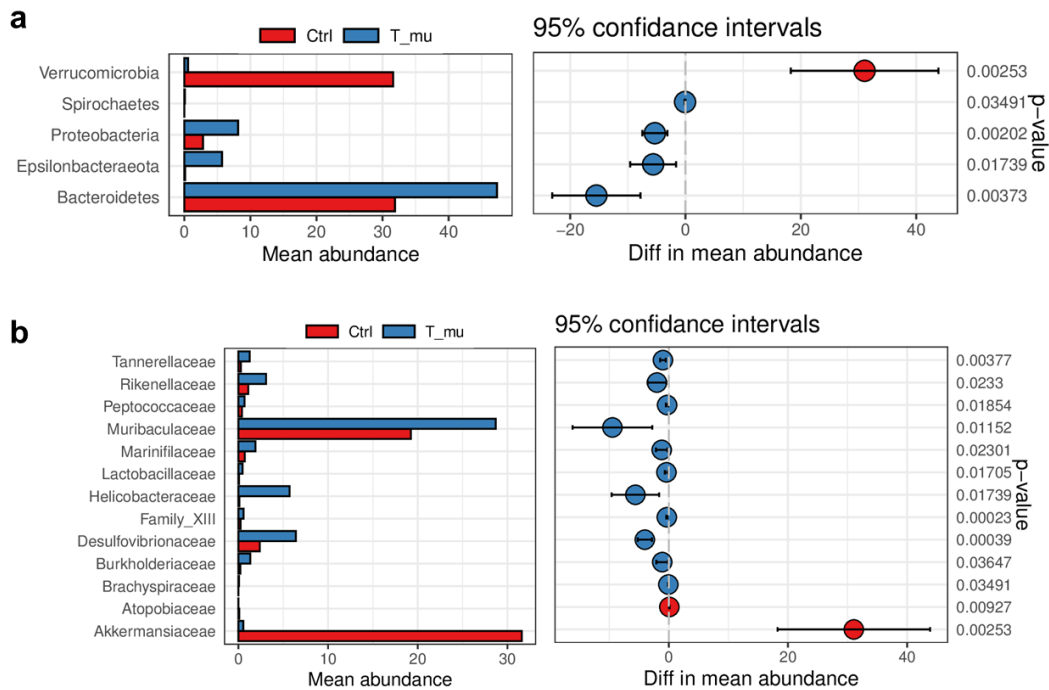 a
Ctrl T_mu
95% confidance intervals
Verrucomicrobia 0.00253
Spirochaetes 0.03491
Proteobacteria 0.00202
Epsilonbacteraeota 0.01739
Bacteroidetes 0.00373
p-value
0 10 20 30 40
−20 0 20 40
Mean abundance
Diff in mean abundance
b
Ctrl T_mu
95% confidance intervals
Tannerellaceae 0.00377
Rikenellaceae 0.0233
Peptococcaceae 0.01854
Muribaculaceae 0.01152
Marinifilaceae 0.02301
Lactobacillaceae 0.01705
Helicobacteraceae 0.01739
Family_XIII 0.00023
Desulfovibrionaceae 0.00039
Burkholderiaceae 0.03647
Brachyspiraceae 0.03491
Atopobiaceae 0.00927
Akkermansiaceae 0.00253
p-value
0 10 20 30
0 20 40
Mean abundance
Diff in mean abundance